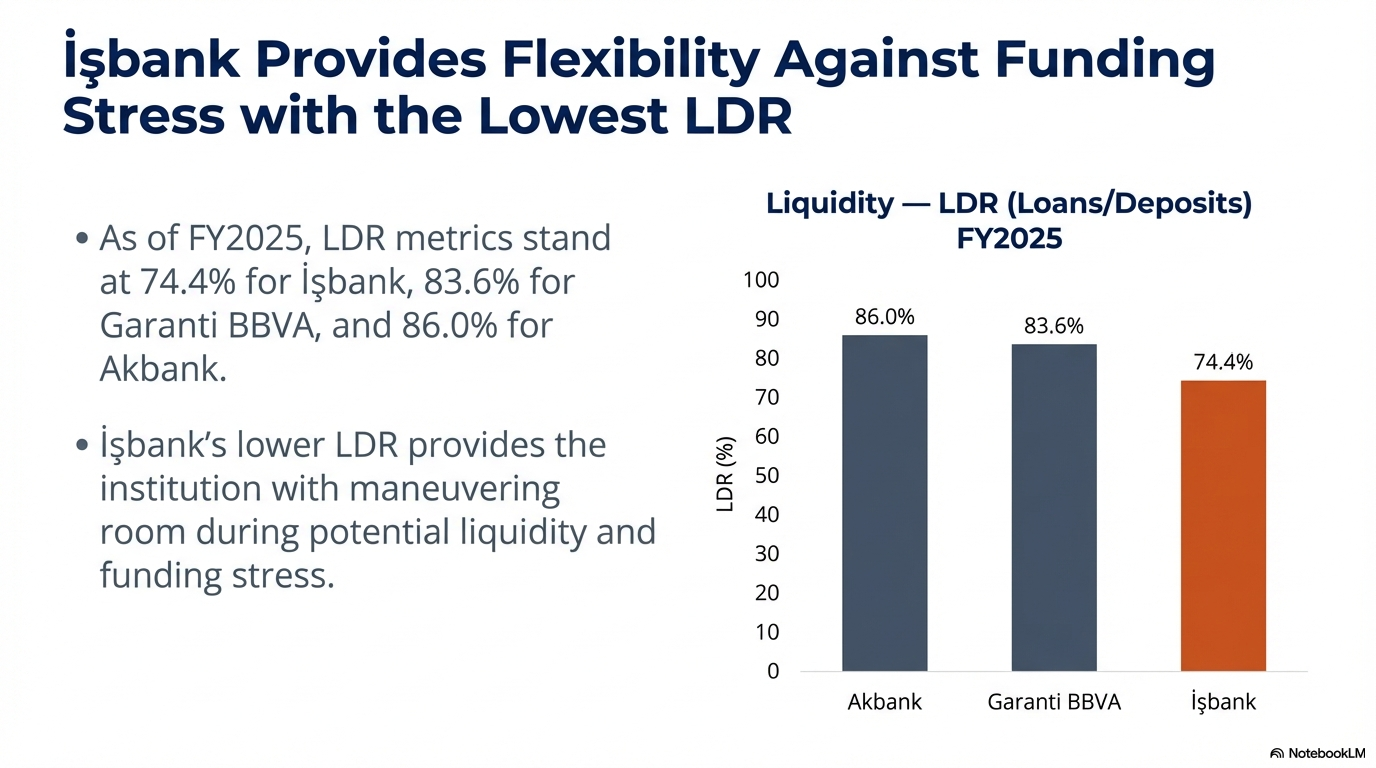 İşbank Provides Flexibility Against Funding
Stress with the Lowest LDR
• As of FY2025, LDR metrics stand
at 74.4% for İşbank, 83.6% for
Garanti BBVA, and 86.0% for
Akbank.
• İşbank’s lower LDR provides the
institution with maneuvering
room during potential liquidity and
funding stress.
Liquidity — LDR (Loans/Deposits)
FY2025
LDR (%)
100
90
80
70
60
50
40
30
20
10
0
86.0%
83.6%
74.4%
Akbank
Garanti BBVA
İşbank
NotebookLM